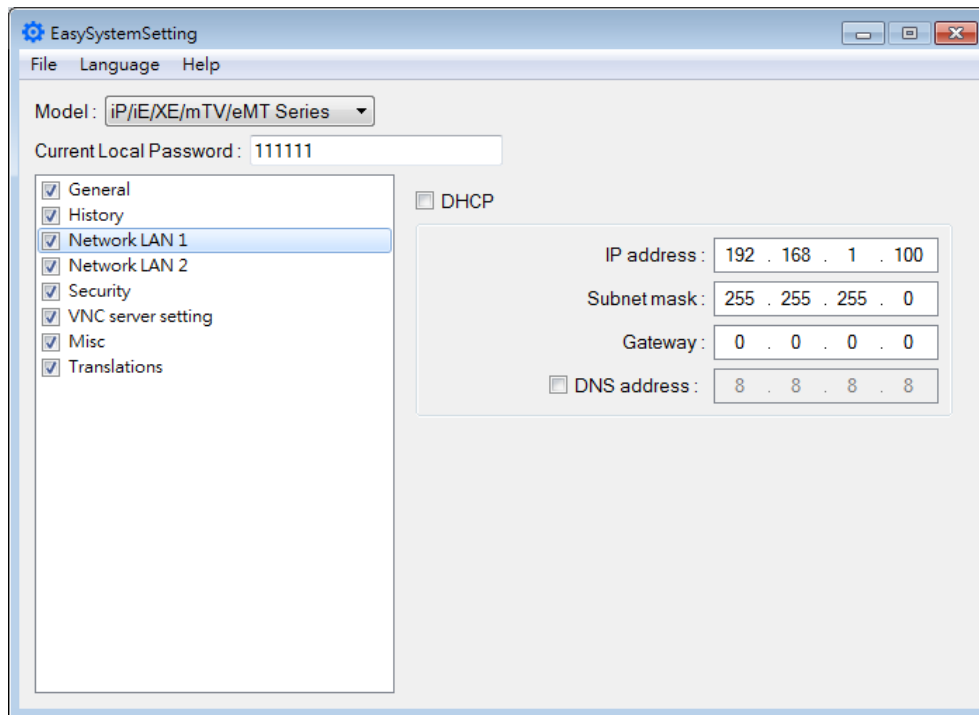 EasySystemSetting
File Language Help
Model : iP/iE/XE/mTV/eMT Series
Current Local Password : 111111
General
History
Network LAN 1
Network LAN 2
Security
VNC server setting
Misc
Translations
DHCP
IP address : 192 . 168 . 1 . 100
Subnet mask : 255 . 255 . 255 . 0
Gateway : 0 . 0 . 0 . 0
DNS address : 8 . 8 . 8 . 8